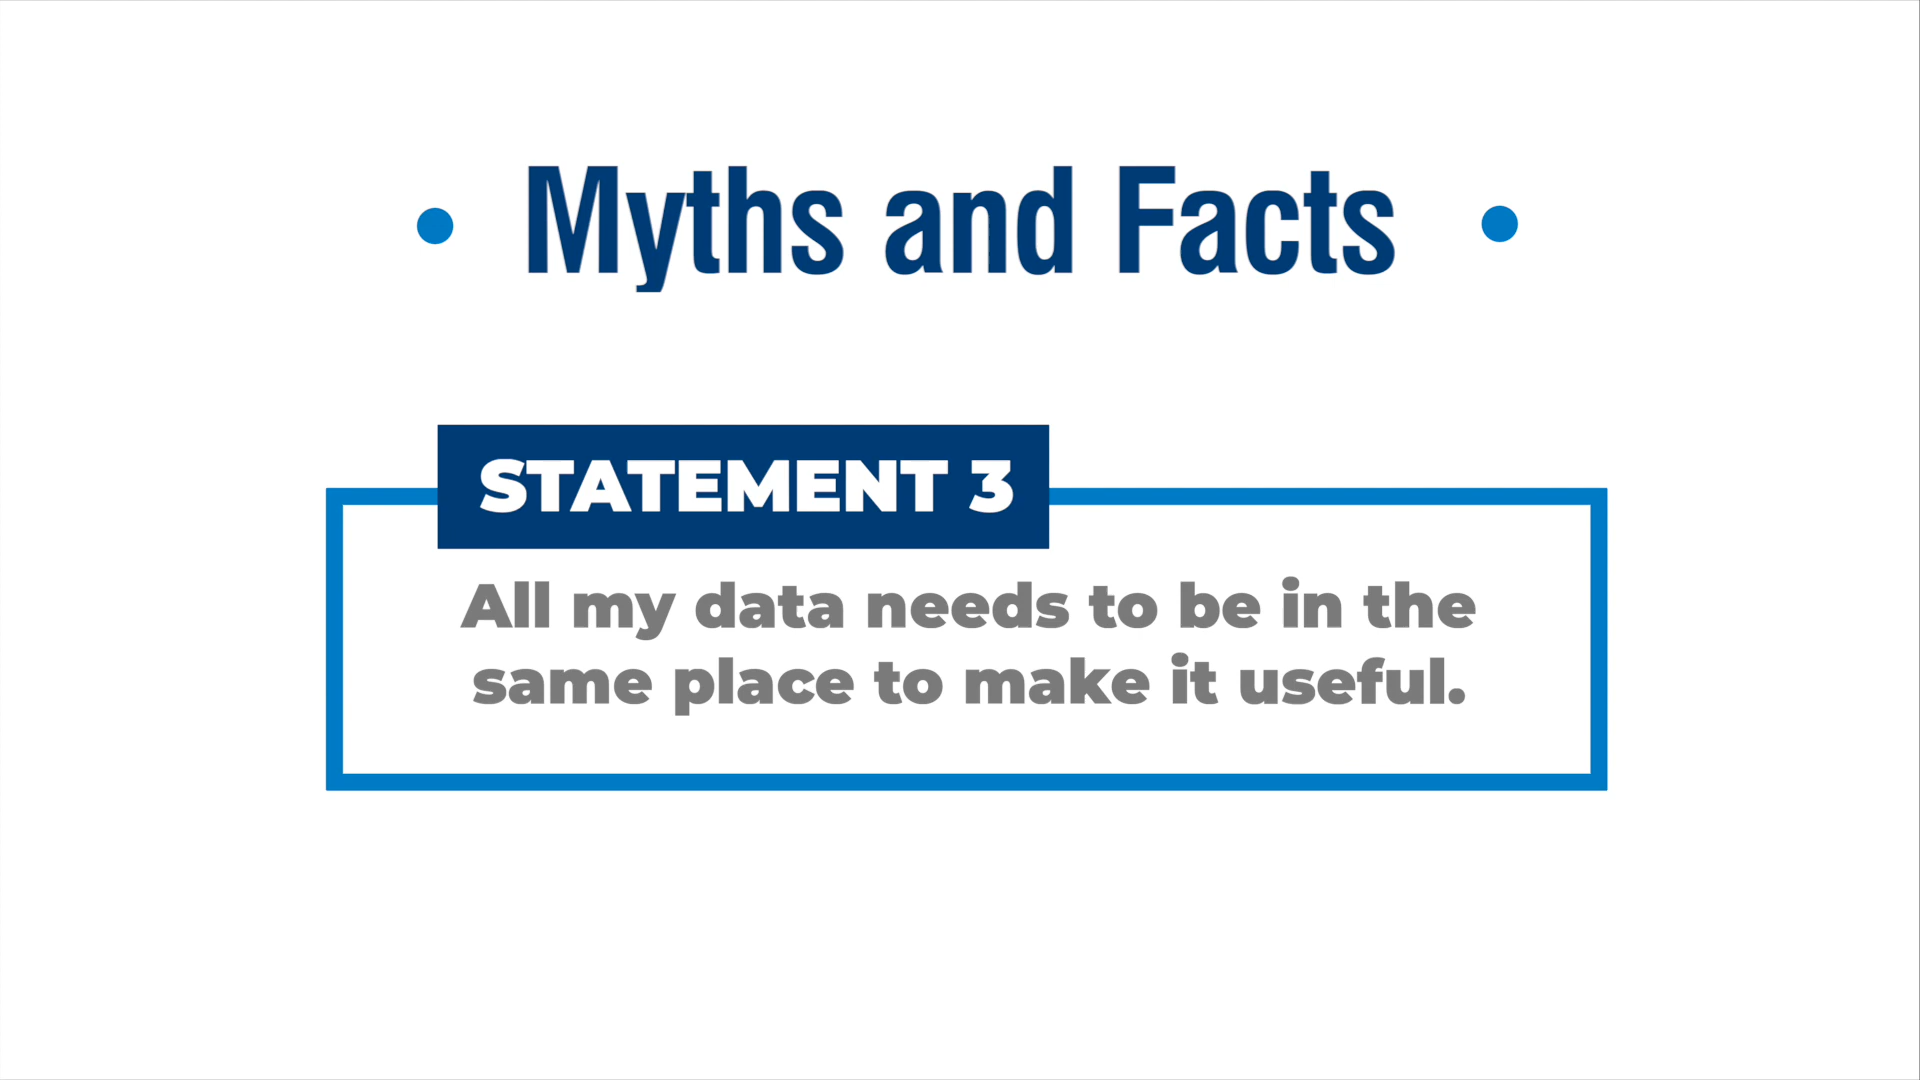 Myths and Facts
STATEMENT 3
All my data needs to be in the
same place to make it useful.